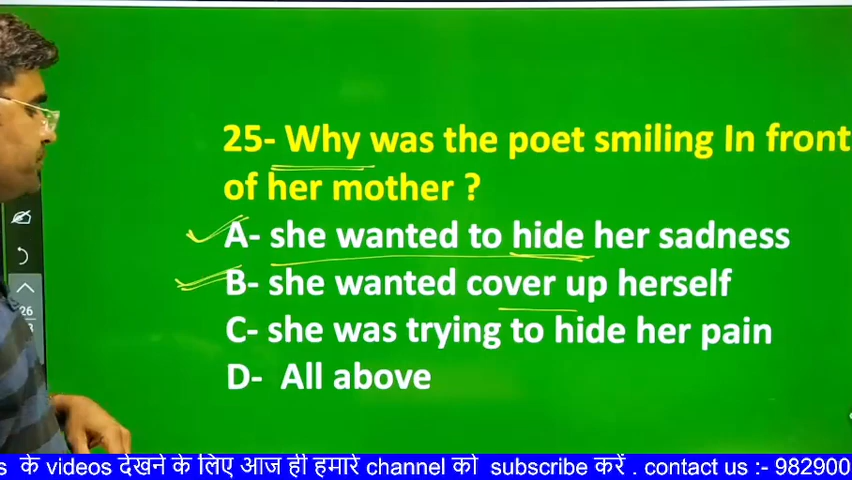 25- Why was the poet smiling In front
of her mother ?
A- she wanted to hide her sadness
B- she wanted cover up herself
C- she was trying to hide her pain
D- All above
26
s के videos देखने के लिए आज ही हमारे channel को subscribe करें . contact us :- 982900